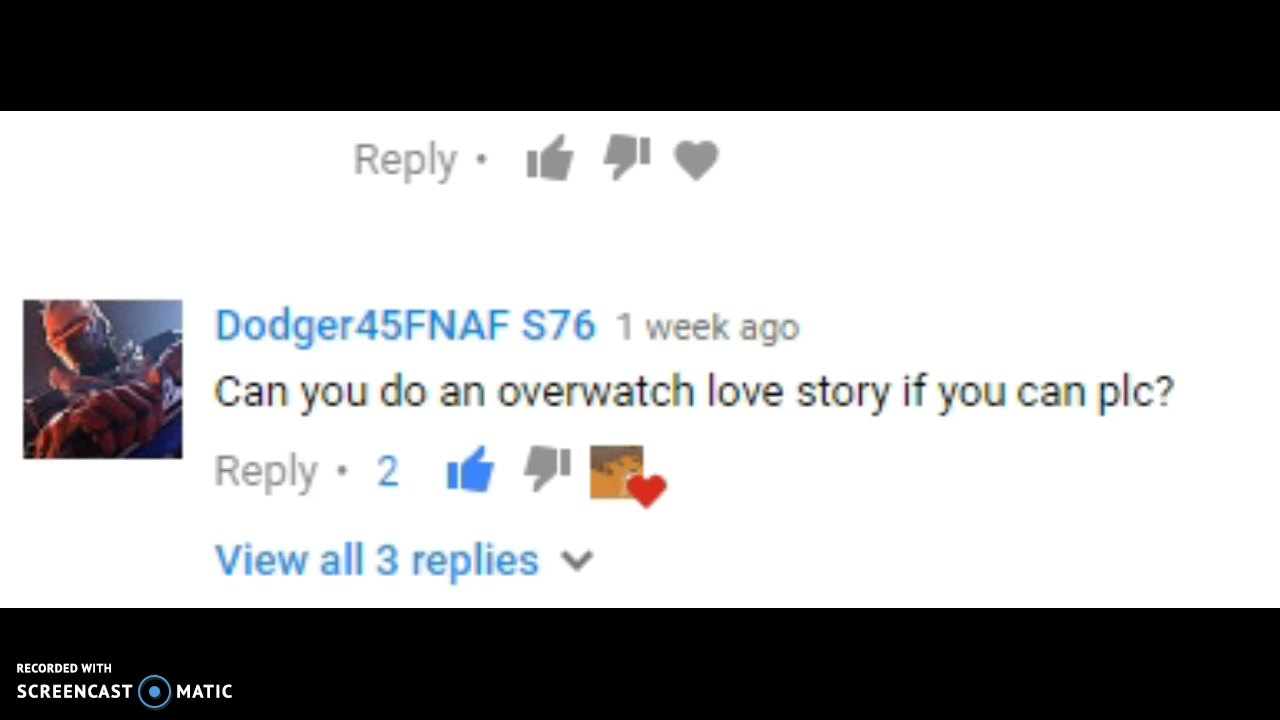 Reply •
Dodger45FNAF S76 1 week ago
Can you do an overwatch love story if you can plc?
Reply • 2
View all 3 replies
RECORDED WITH
SCREENCAST MATIC